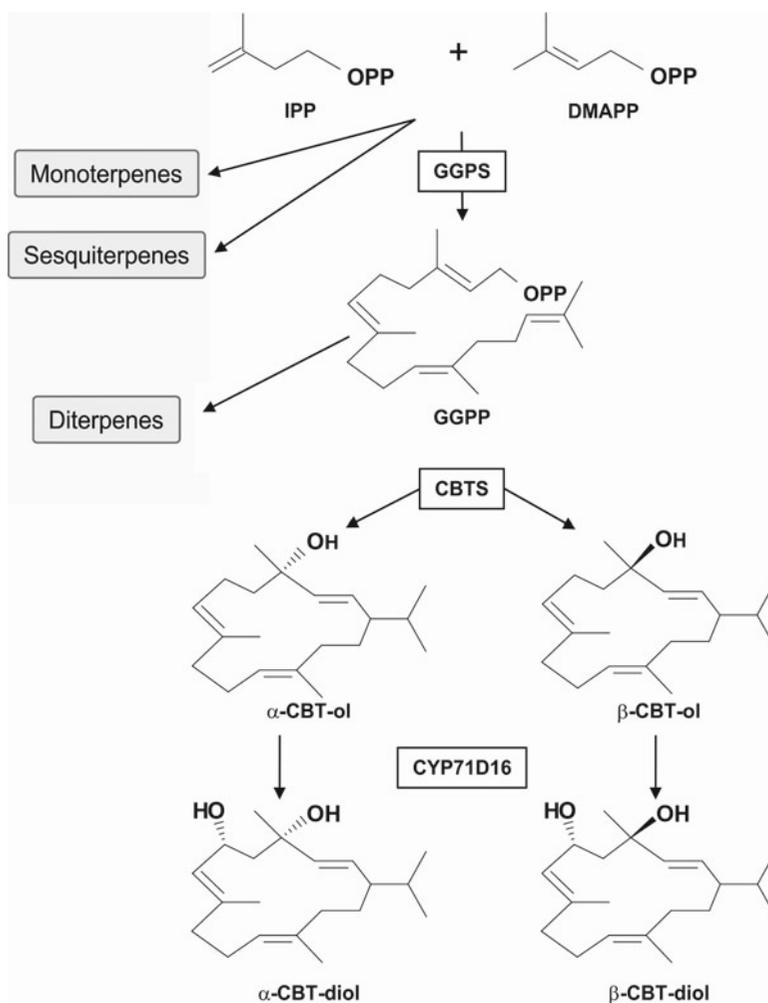 OPP
+
OPP
IPP
DMAPP
Monoterpenes
GGPS
Sesquiterpenes
OPP
Diterpenes
GGPP
CBTS
OH
OH
α-CBT-ol
β-CBT-ol
CYP71D16
HO
OH
HO
OH
α-CBT-diol
β-CBT-diol